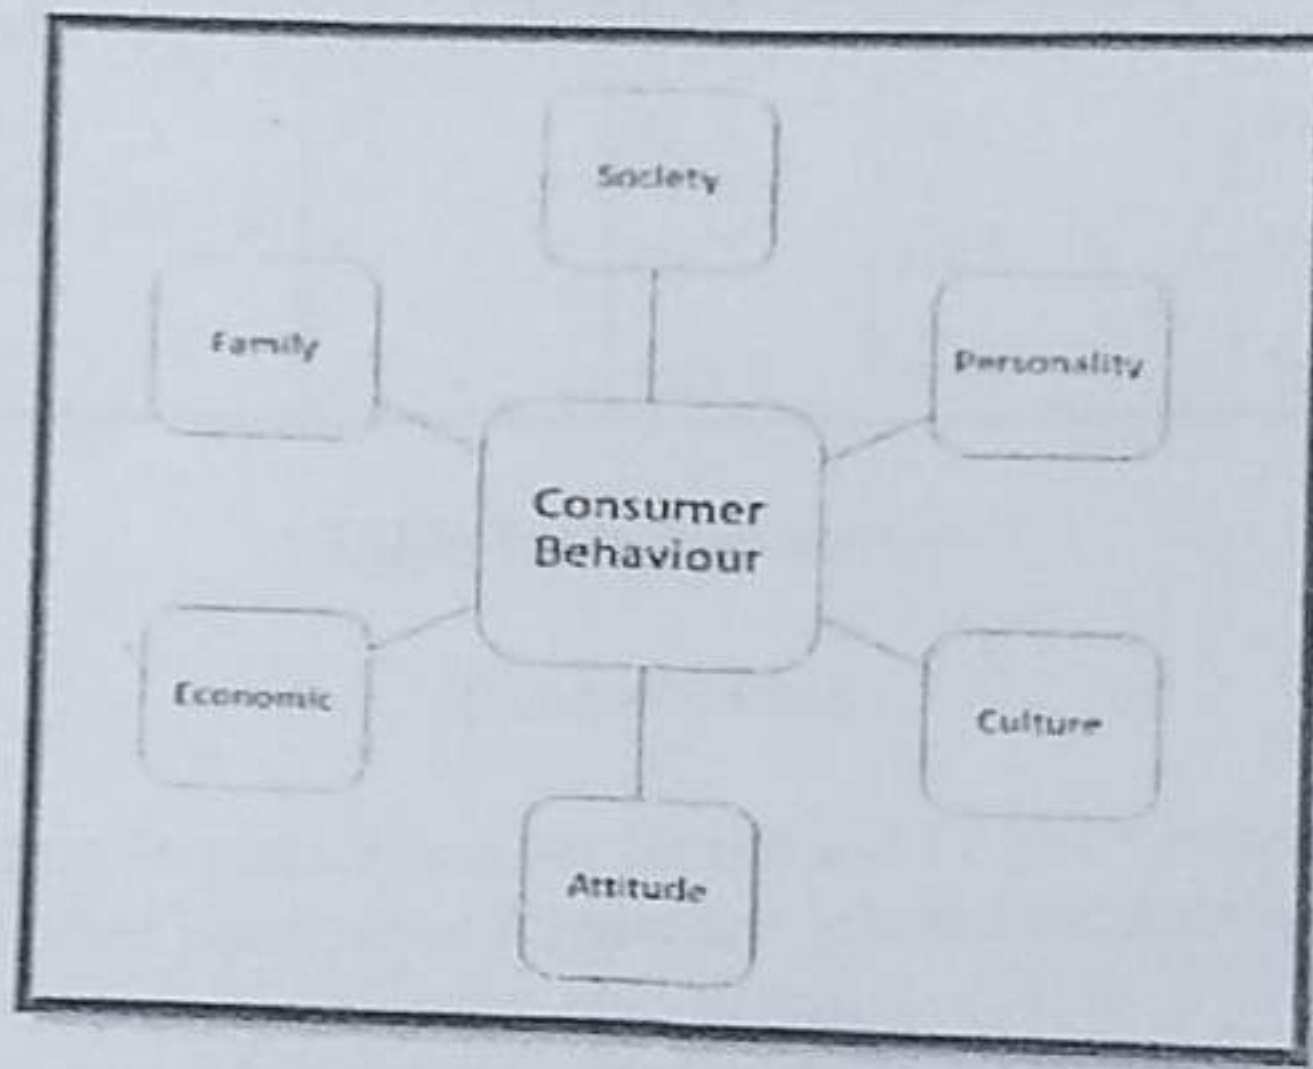 Society
Family
Personality
Consumer
Behaviour
Economic
Culture
Attitude